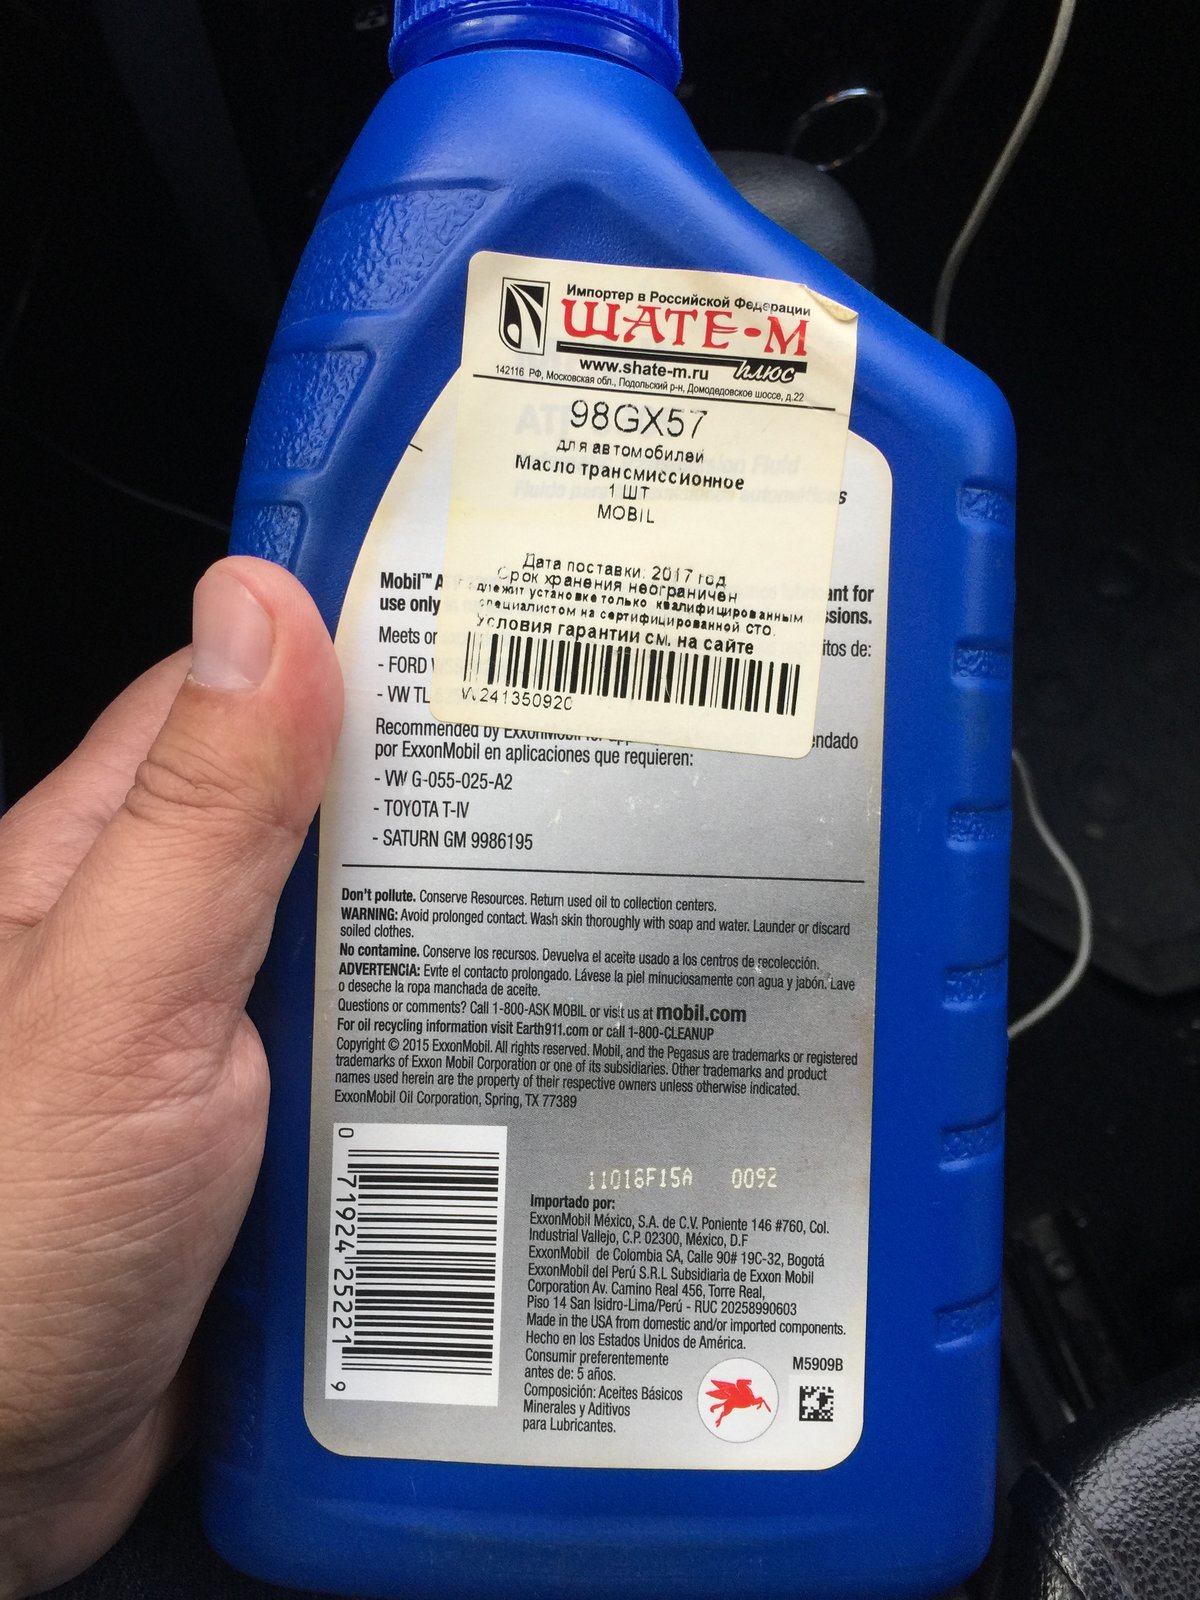 Импортер в Российской Федерации
ШАТЕ-М
www.shate-m.ru плюс
142116 РФ, Московская обл., Подольский р-н, Домодедовское шоссе, д.22
98GX57
для автомобилей
Масло трансмиссионное
1 ШТ
MOBIL
Дата поставки: 2017 год
Срок хранения неограничен
длежит установке только квалифицированным
специалистом на сертифицированной СТО.
Условия гарантии см. на сайте
241350920
Mobil™ A ant for
use only ssions.
Meets or itos de:
- FORD
- VW TL
Recommended by ExxonMobil for endado
por ExxonMobil en aplicaciones que requieren:
- VW G-055-025-A2
- TOYOTA T-IV
- SATURN GM 9986195
Don't pollute. Conserve Resources. Return used oil to collection centers.
WARNING: Avoid prolonged contact. Wash skin thoroughly with soap and water. Launder or discard
soiled clothes.
No contamine. Conserve los recursos. Devuelva el aceite usado a los centros de recolección.
ADVERTENCIA: Evite el contacto prolongado. Lávese la piel minuciosamente con agua y jabón. Lave
o deseche la ropa manchada de aceite.
Questions or comments? Call 1-800-ASK MOBIL or visit us at mobil.com
For oil recycling information visit Earth911.com or call 1-800-CLEANUP
Copyright © 2015 ExxonMobil. All rights reserved. Mobil, and the Pegasus are trademarks or registered
trademarks of Exxon Mobil Corporation or one of its subsidiaries. Other trademarks and product
names used herein are the property of their respective owners unless otherwise indicated.
ExxonMobil Oil Corporation, Spring, TX 77389
0 71924 25221 9
11016F15A 0092
Importado por:
ExxonMobil México, S.A. de C.V. Poniente 146 #760, Col.
Industrial Vallejo, C.P. 02300, México, D.F
ExxonMobil de Colombia SA, Calle 90# 19C-32, Bogotá
ExxonMobil del Perú S.R.L Subsidiaria de Exxon Mobil
Corporation Av. Camino Real 456, Torre Real,
Piso 14 San Isidro-Lima/Perú - RUC 20258990603
Made in the USA from domestic and/or imported components.
Hecho en los Estados Unidos de América.
Consumir preferentemente
antes de: 5 años.
Composición: Aceites Básicos
Minerales y Aditivos
para Lubricantes.
M5909B